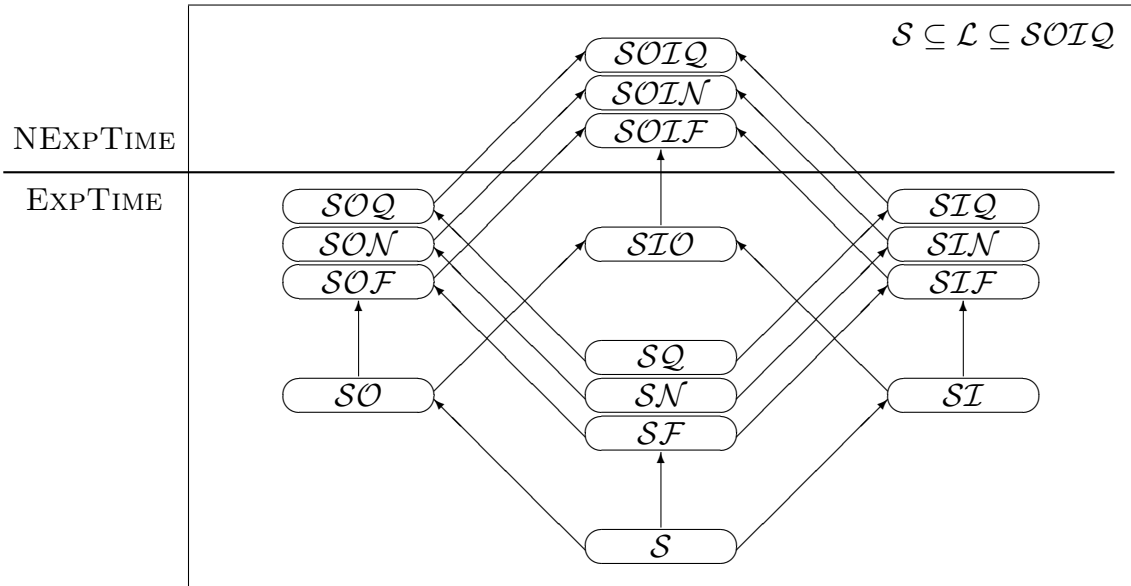 𝒮 ⊆ ℒ ⊆ 𝒮𝒪ℐ𝒬
𝒮𝒪ℐ𝒬
𝒮𝒪ℐ𝒩
𝒮𝒪ℐℱ
NEXPTIME
EXPTIME
𝒮𝒪𝒬
𝒮𝒪𝒩
𝒮𝒪ℱ
𝒮ℐ𝒪
𝒮ℐ𝒬
𝒮ℐ𝒩
𝒮ℐℱ
𝒮𝒬
𝒮𝒩
𝒮ℱ
𝒮𝒪
𝒮ℐ
𝒮